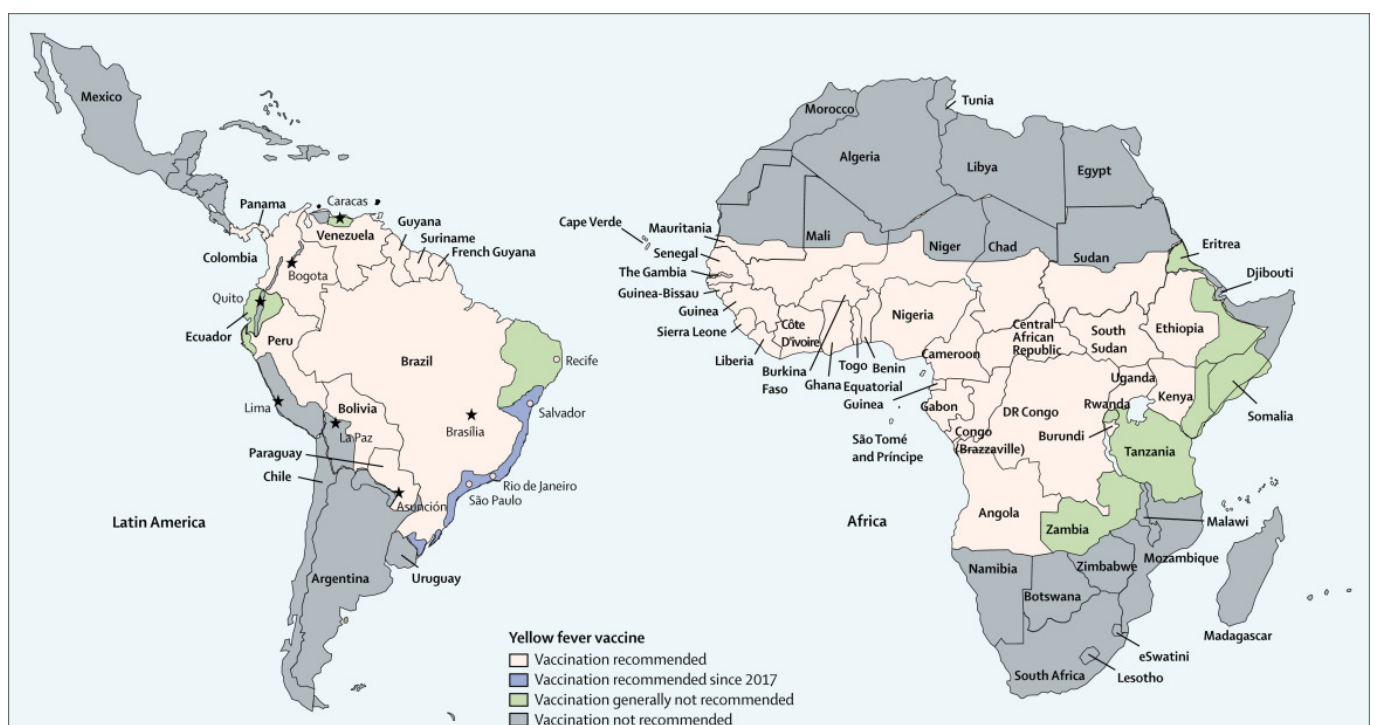 Mexico
Panama
Caracas
Venezuela
Guyana
Suriname
French Guyana
Colombia
Bogota
Quito
Ecuador
Peru
Brazil
Recife
Lima
Bolivia
La Paz
Brasília
Salvador
Paraguay
Chile
Asunción
São Paulo
Rio de Janeiro
Latin America
Argentina
Uruguay
Morocco
Tunia
Algeria
Libya
Egypt
Cape Verde
Mauritania
Mali
Niger
Chad
Sudan
Eritrea
Djibouti
Senegal
The Gambia
Guinea-Bissau
Guinea
Sierra Leone
Liberia
Côte
D'ivoire
Burkina
Faso
Ghana
Togo
Benin
Nigeria
Cameroon
Equatorial
Guinea
Central
African
Republic
South
Sudan
Ethiopia
Somalia
Uganda
Kenya
Rwanda
Burundi
Gabon
DR Congo
Congo
(Brazzaville)
São Tomé
and Príncipe
Tanzania
Africa
Angola
Zambia
Malawi
Mozambique
Namibia
Zimbabwe
Botswana
Madagascar
eSwatini
South Africa
Lesotho
Yellow fever vaccine
Vaccination recommended
Vaccination recommended since 2017
Vaccination generally not recommended
Vaccination not recommended